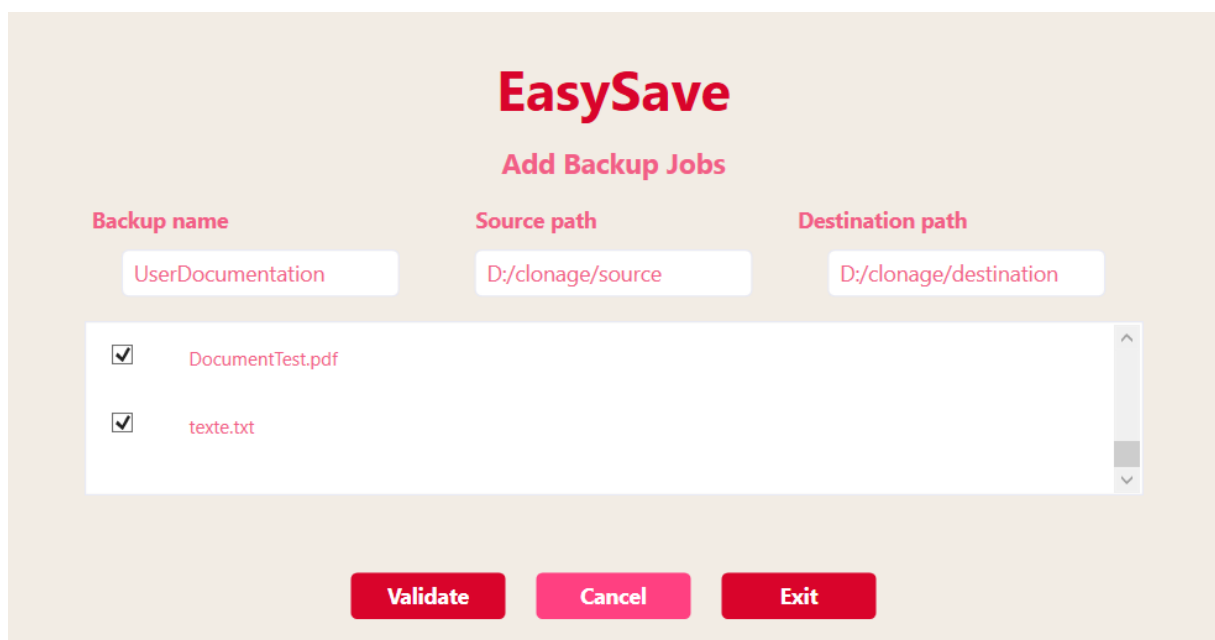 EasySave
Add Backup Jobs
Backup name Source path Destination path
UserDocumentation D:/clonage/source D:/clonage/destination
DocumentTest.pdf
texte.txt
Validate Cancel Exit